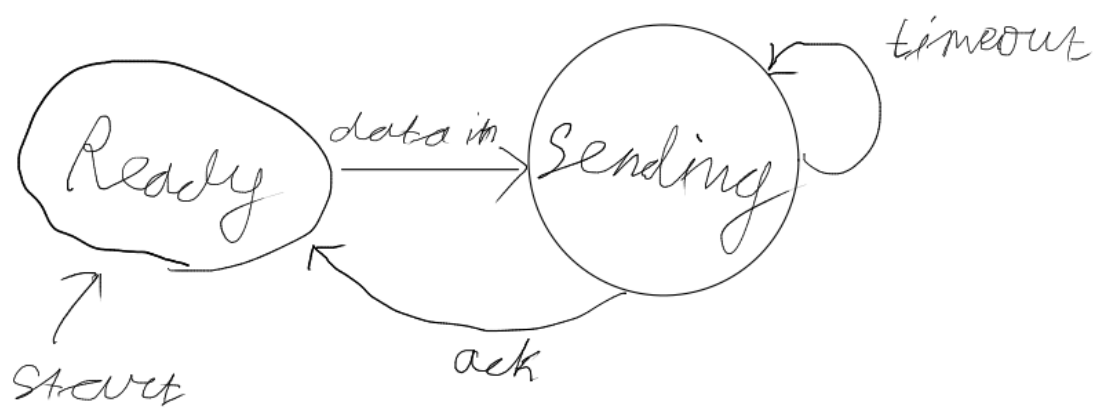 timeout
data in
Ready
Sending
ack
start